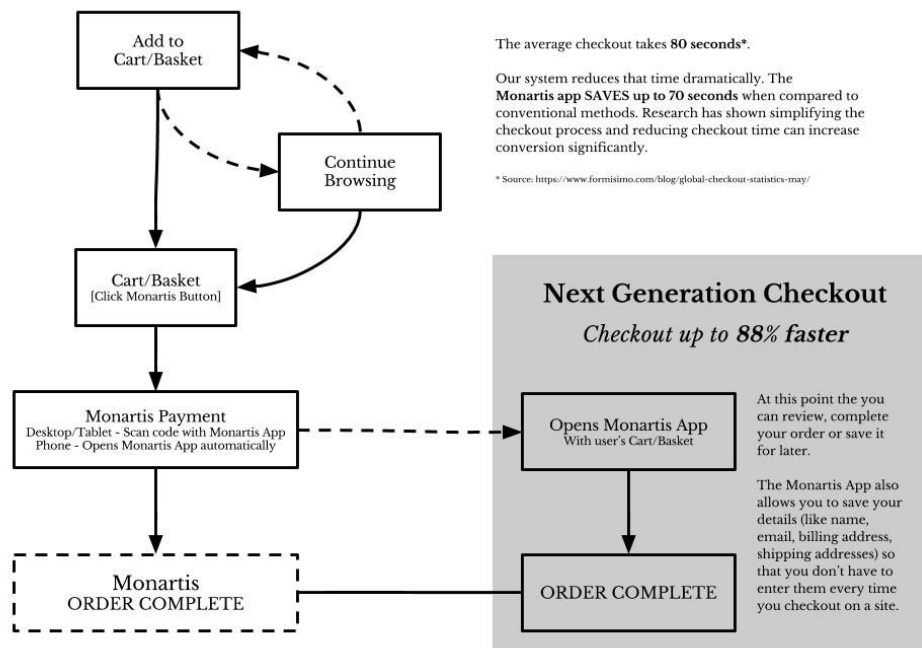 Add to
Cart/Basket
The average checkout takes 80 seconds*.
Our system reduces that time dramatically. The
Monartis app SAVES up to 70 seconds when compared to
conventional methods. Research has shown simplifying the
checkout process and reducing checkout time can increase
conversion significantly.
* Source: https://www.formisimo.com/blog/global-checkout-statistics-may/
Continue
Browsing
Cart/Basket
[Click Monartis Button]
Next Generation Checkout
Checkout up to 88% faster
Monartis Payment
Desktop/Tablet - Scan code with Monartis App
Phone - Opens Monartis App automatically
Opens Monartis App
With user's Cart/Basket
At this point the you
can review, complete
your order or save it
for later.
The Monartis App also
allows you to save your
details (like name,
email, billing address,
shipping addresses) so
that you don't have to
enter them every time
you checkout on a site.
Monartis
ORDER COMPLETE
ORDER COMPLETE